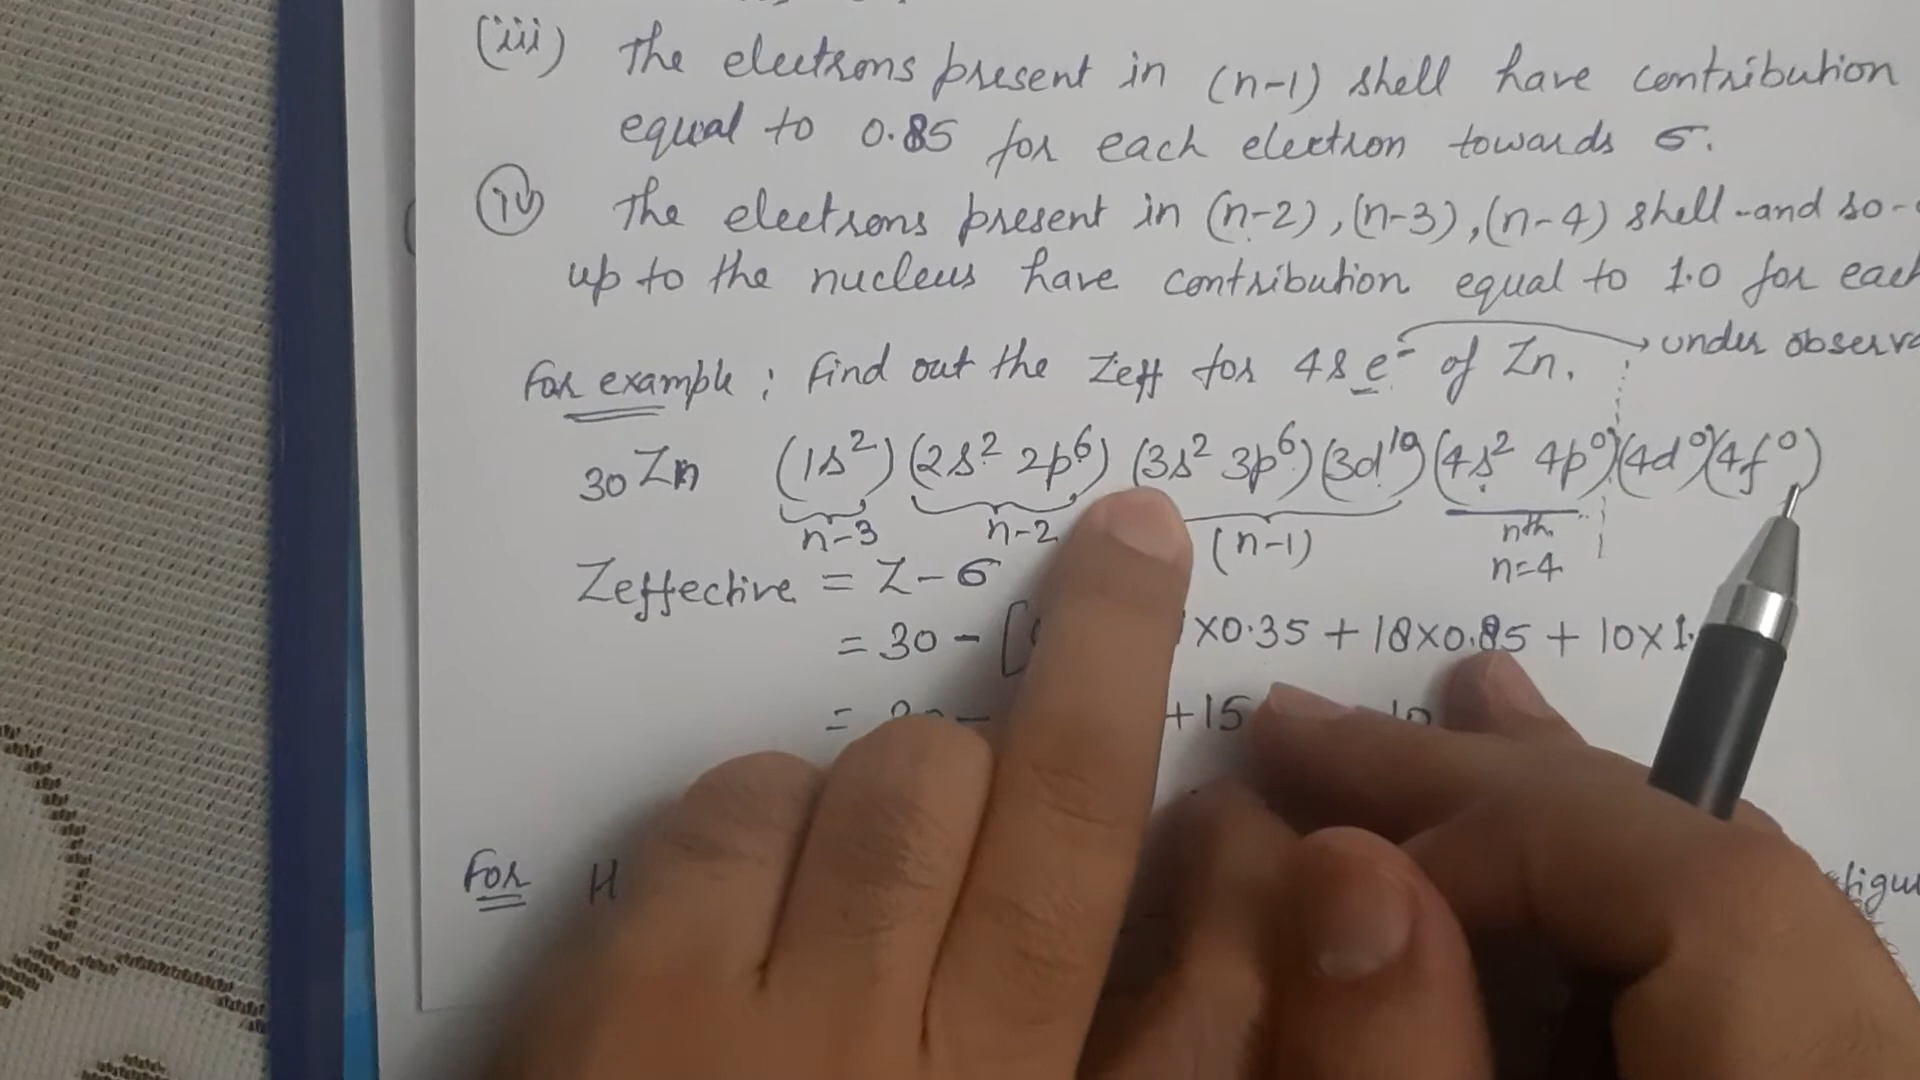 (iii) The electrons present in (n-1) shell have contribution
equal to 0.85 for each electron towards σ.
(iv) The electrons present in (n-2), (n-3), (n-4) shell and so-
up to the nucleus have contribution equal to 1.0 for each
For example ; Find out the Zeff for 4s e⁻ of Zn. → under observa
₃₀Zn (1s²) (2s² 2p⁶) (3s² 3p⁶) (3d¹⁰) (4s² 4p⁰) (4d⁰) (4f⁰)
n-3 n-2 (n-1) nth
n=4
Zeffective = Z - σ
= 30 - [ ×0.35 + 18×0.85 + 10×1.
= - +15 10
For H figu